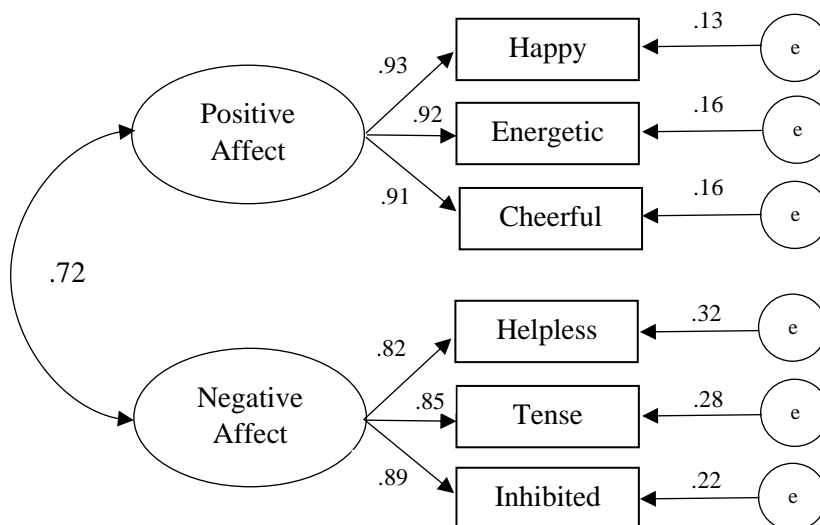 .93
Happy
.13
e
Positive
Affect
.92
Energetic
.16
e
.91
Cheerful
.16
e
.72
Negative
Affect
.82
Helpless
.32
e
.85
Tense
.28
e
.89
Inhibited
.22
e